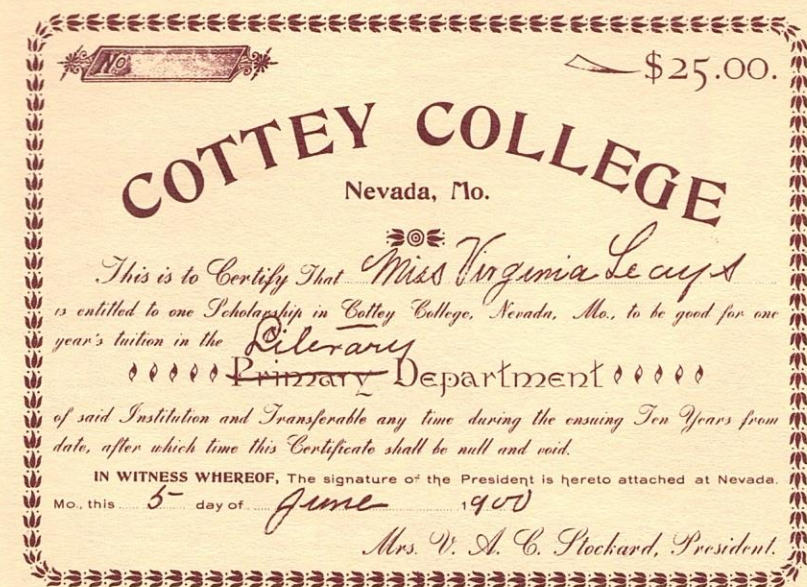 No
$25.00.
COTTEY COLLEGE
Nevada, Mo.
This is to Certify That Miss Virginia
is entitled to one Scholarship in Cottey College, Nevada, Mo., to be good for one
year's tuition in the Literary
Primary Department
of said Institution and Transferable any time during the ensuing Ten Years from
date, after which time this Certificate shall be null and void.
IN WITNESS WHEREOF, The signature of the President is hereto attached at Nevada.
Mo., this 5 day of June 1900
Mrs. V. A. C. Stockard, President.